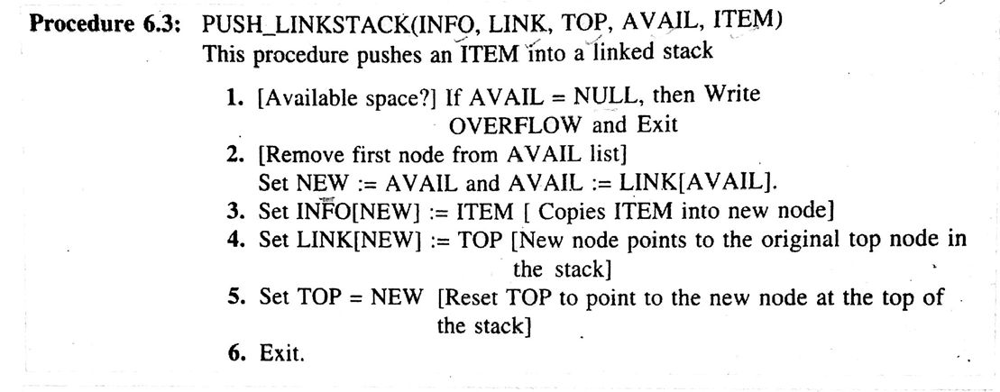 Procedure 6.3: PUSH_LINKSTACK(INFO, LINK, TOP, AVAIL, ITEM)
This procedure pushes an ITEM into a linked stack
1. [Available space?] If AVAIL = NULL, then Write
OVERFLOW and Exit
2. [Remove first node from AVAIL list]
Set NEW := AVAIL and AVAIL := LINK[AVAIL].
3. Set INFO[NEW] := ITEM [ Copies ITEM into new node]
4. Set LINK[NEW] := TOP [New node points to the original top node in
the stack]
5. Set TOP = NEW [Reset TOP to point to the new node at the top of
the stack]
6. Exit.